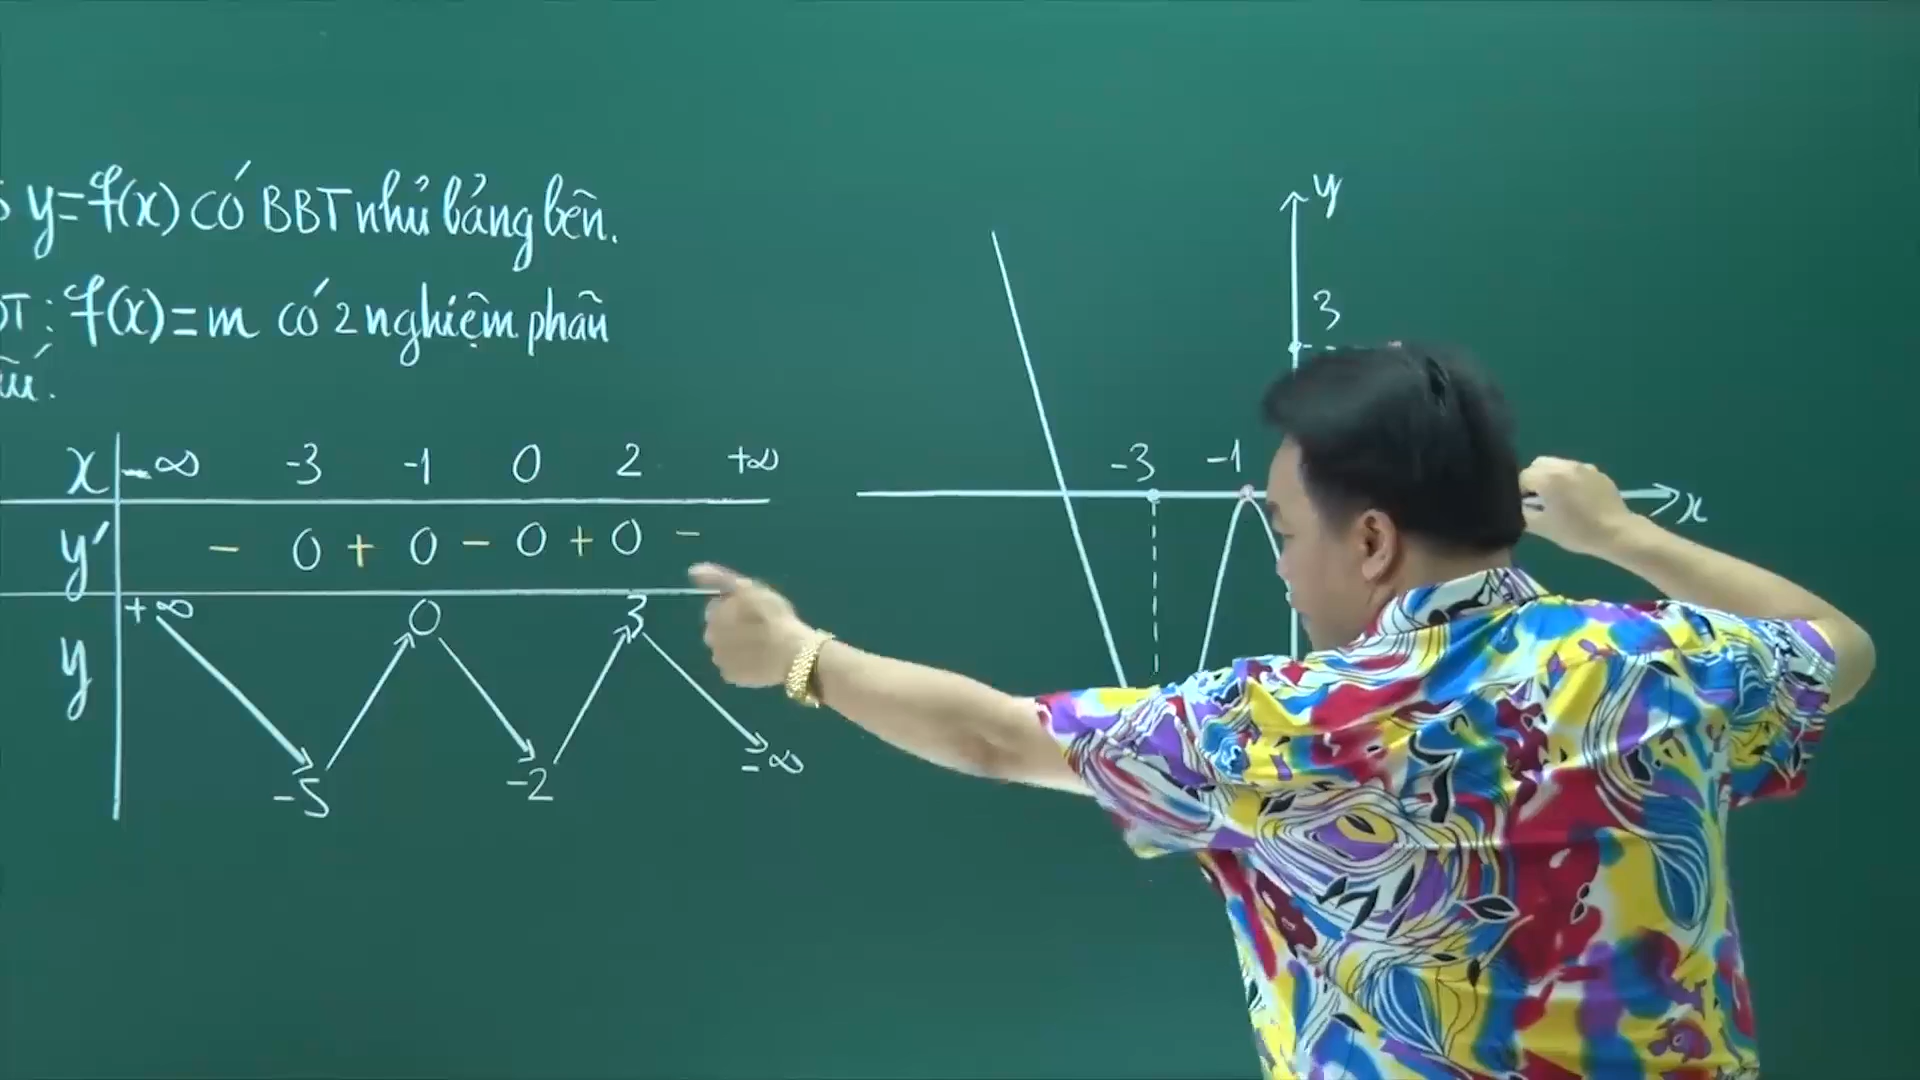 y=f(x) có BBT như bảng bên.
f(x)=m có 2 nghiệm phân
x -∞ -3 -1 0 2 +∞
y' - 0 + 0 - 0 + 0 -
y +∞ -5 0 -2 3 -∞
y
3
-3 -1
x